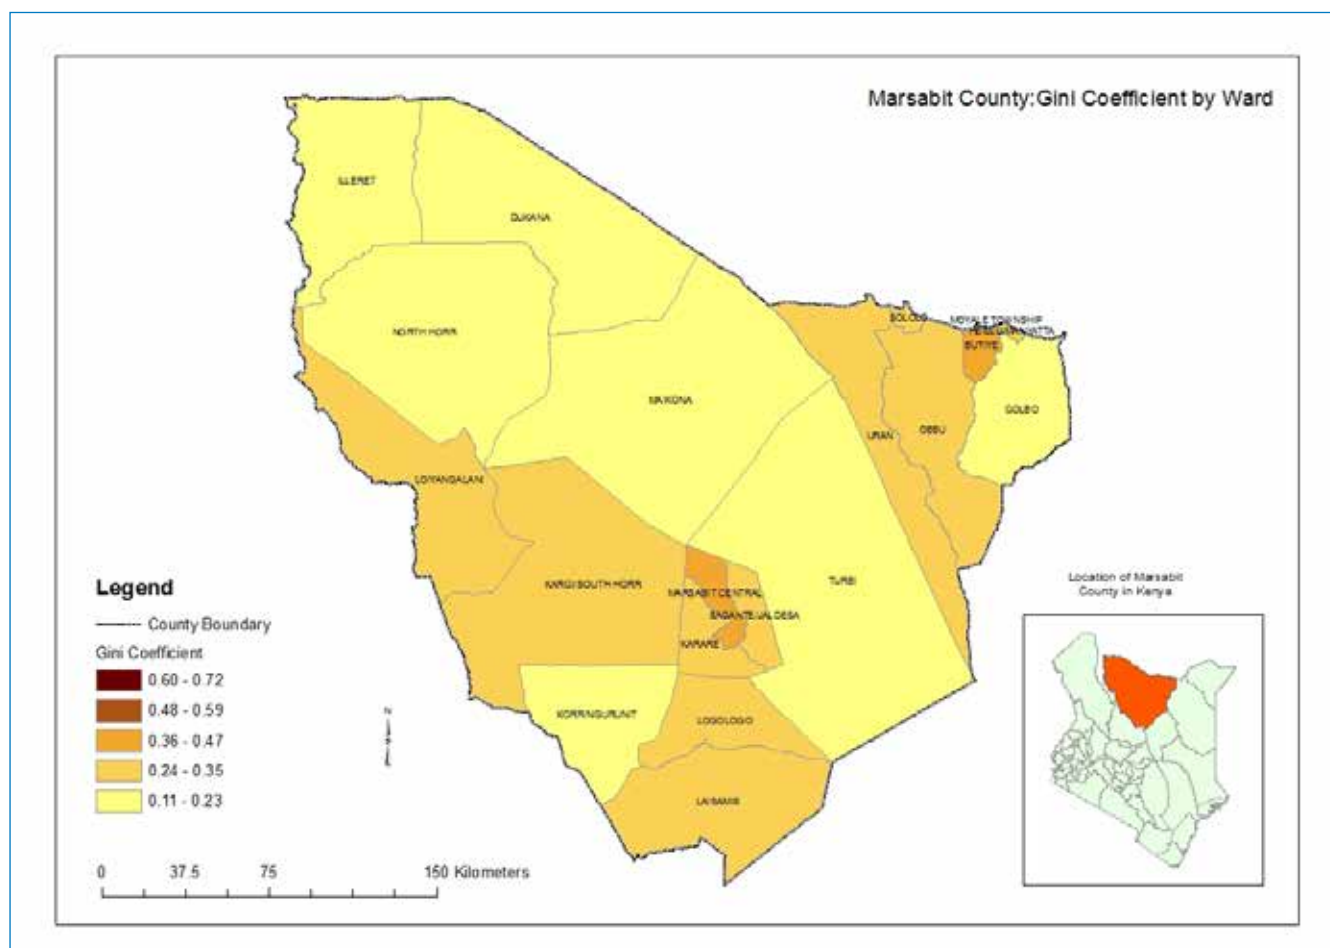 Marsabit County:Gini Coefficient by Ward
ILLERET
DUKANA
NORTH HORR
SOLOLO
MOYALE TOWNSHIP
BUTIYE
MAIKONA
GOLBO
URAN
OBBU
LOIYANGALANI
KARGI/SOUTH HORR
TURBI
MARSABIT CENTRAL
SAGANTE/JALDESA
KARARE
KORR/NGURUNIT
LOGOLOGO
LAISAMIS
Legend
County Boundary
Gini Coefficient
0.60 - 0.72
0.48 - 0.59
0.36 - 0.47
0.24 - 0.35
0.11 - 0.23
0 37.5 75 150 Kilometers
Location of Marsabit
County in Kenya